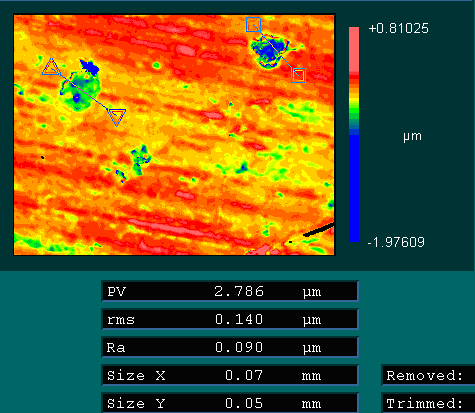 +0.81025
µm
-1.97609
PV 2.786 µm
rms 0.140 µm
Ra 0.090 µm
Size X 0.07 mm Removed:
Size Y 0.05 mm Trimmed: